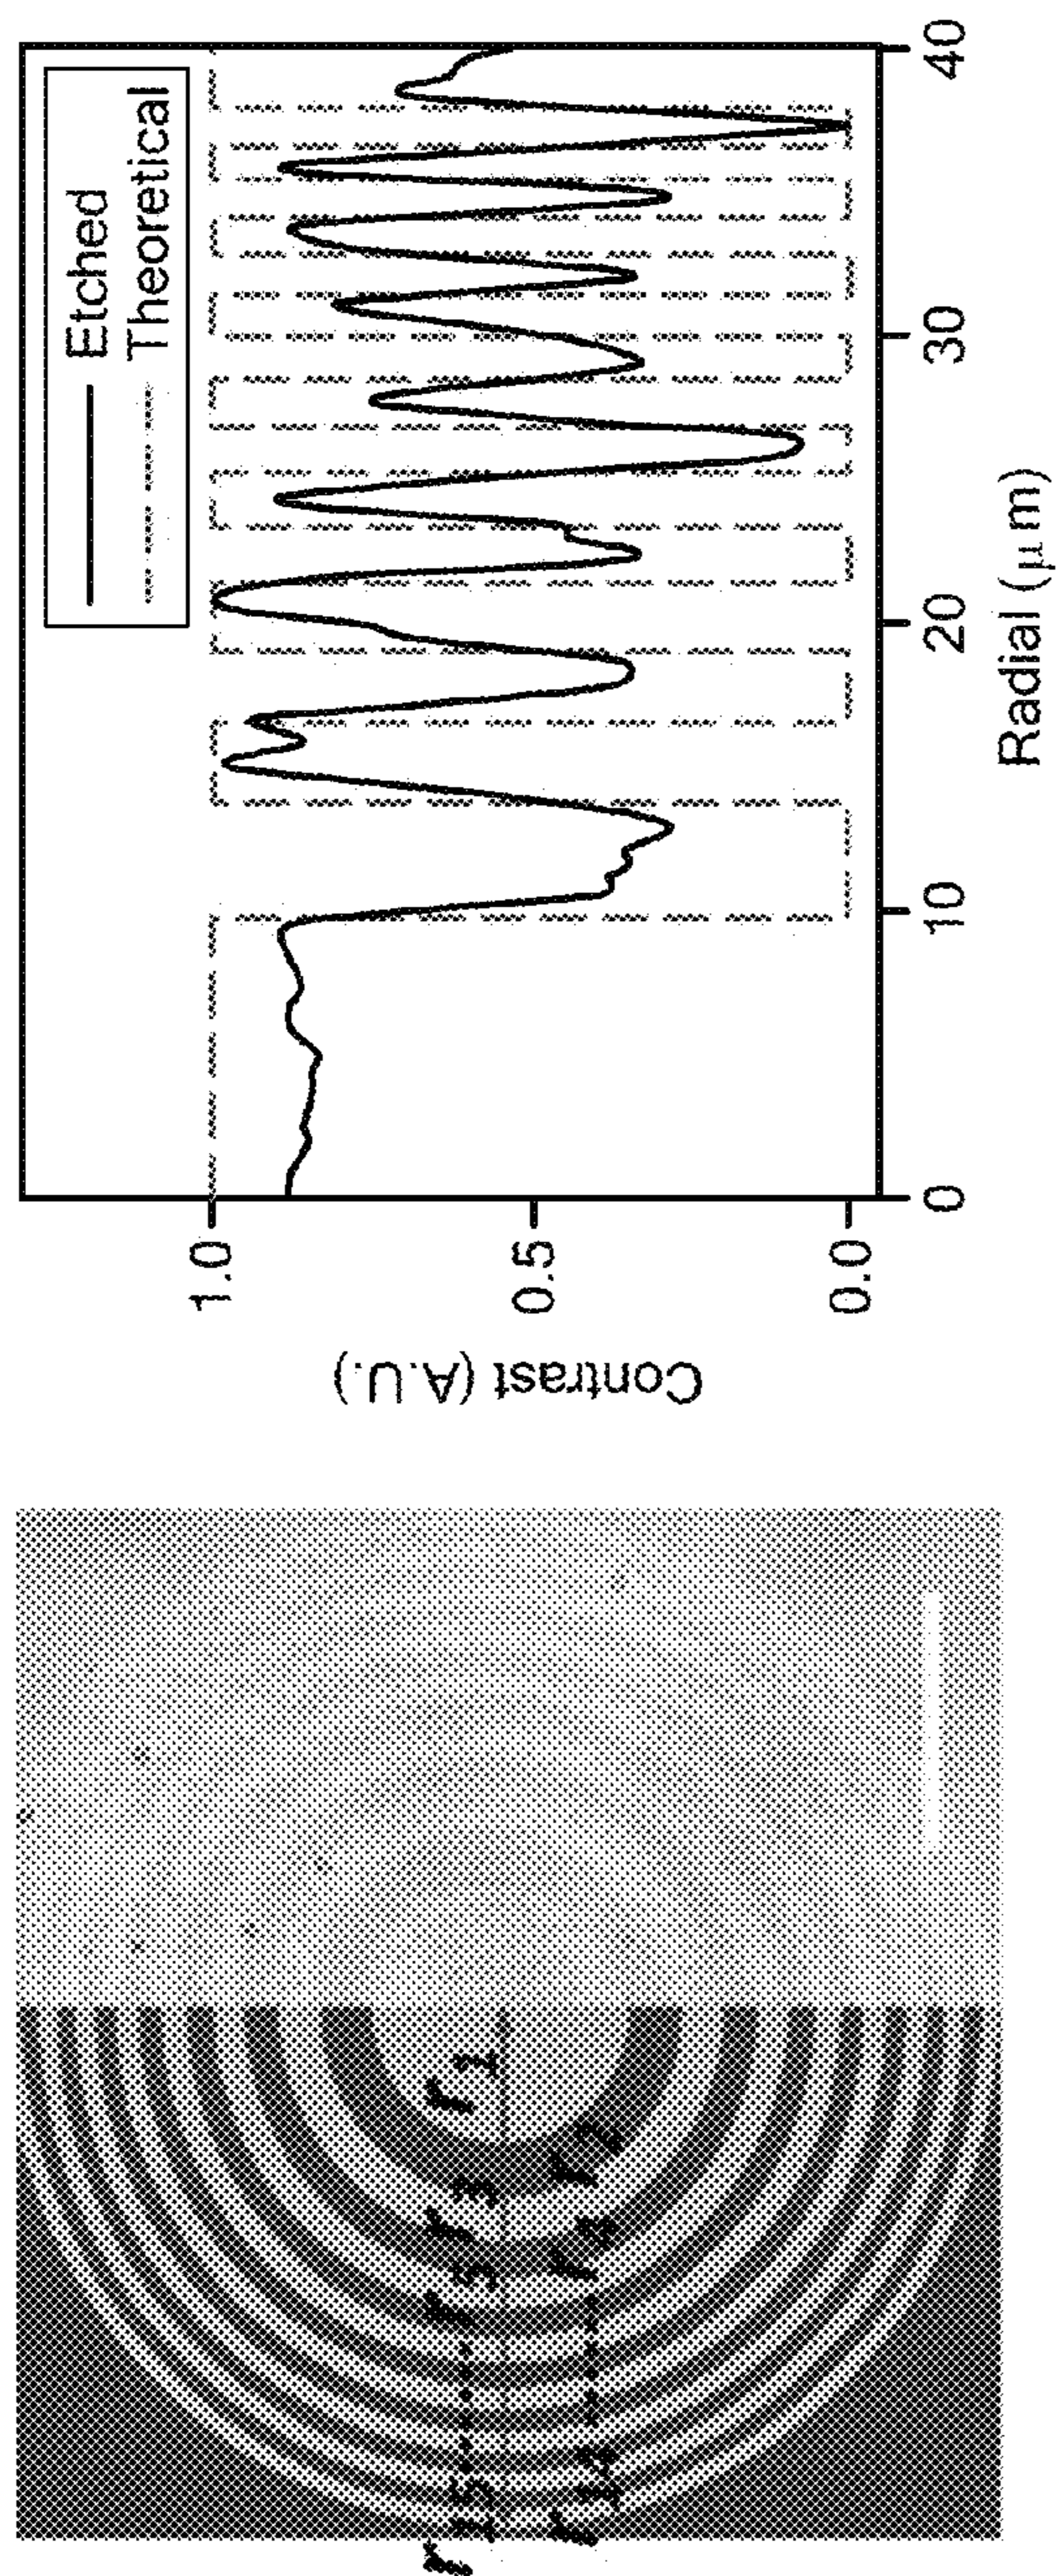 Etched
Theoretical
Contrast (A.U.)
1.0
0.5
0.0
0
10
20
30
40
Radial (μ m)
r1
r3
r5
r15
r2
r4
r14